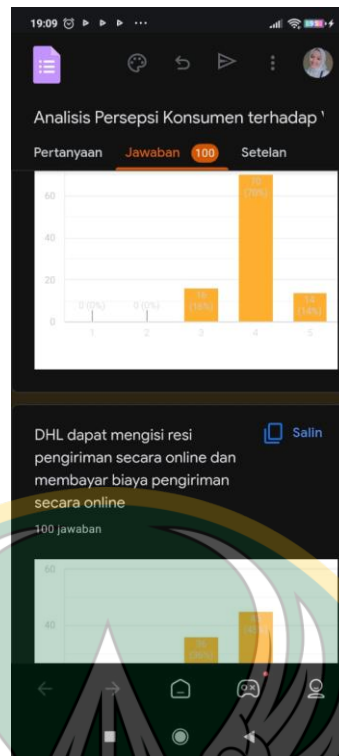 19:09
Analisis Persepsi Konsumen terhadap
Pertanyaan Jawaban 100 Setelan
60
40
20
0
0 (0%) 0 (0%) 16 (16%) 70 (70%) 14 (14%)
1 2 3 4 5
DHL dapat mengisi resi
pengiriman secara online dan
membayar biaya pengiriman
secara online
Salin
100 jawaban
60
40